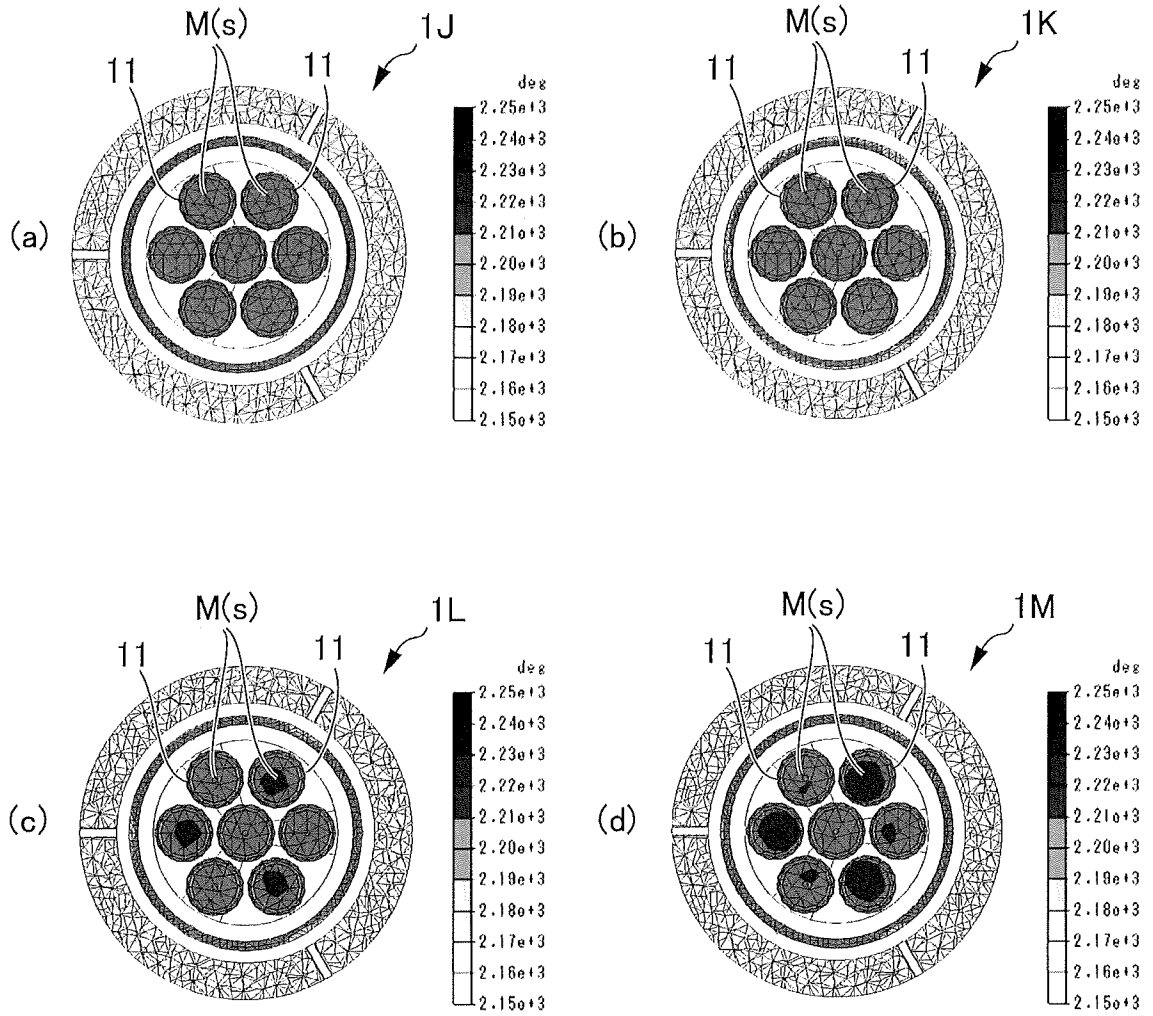 M(s)
1J
11
11
deg
(a)
2.25e+3
2.24e+3
2.23e+3
2.22e+3
2.21e+3
2.20e+3
2.19e+3
2.18e+3
2.17e+3
2.16e+3
2.15e+3
M(s)
1K
11
11
deg
(b)
2.25e+3
2.24e+3
2.23e+3
2.22e+3
2.21e+3
2.20e+3
2.19e+3
2.18e+3
2.17e+3
2.16e+3
2.15e+3
M(s)
1L
11
11
deg
(c)
2.25e+3
2.24e+3
2.23e+3
2.22e+3
2.21e+3
2.20e+3
2.19e+3
2.18e+3
2.17e+3
2.16e+3
2.15e+3
M(s)
1M
11
11
deg
(d)
2.25e+3
2.24e+3
2.23e+3
2.22e+3
2.21e+3
2.20e+3
2.19e+3
2.18e+3
2.17e+3
2.16e+3
2.15e+3